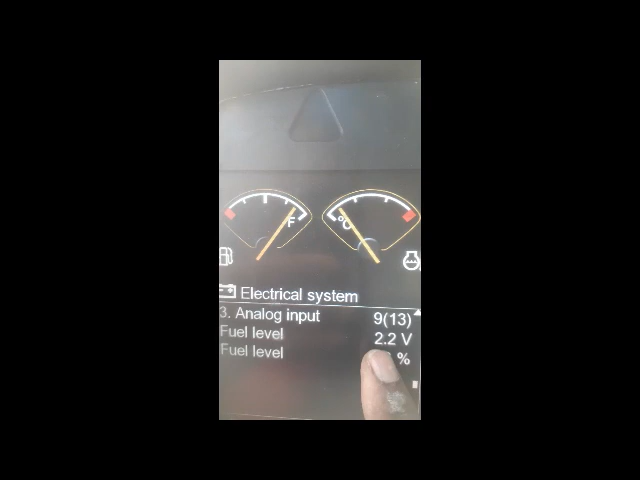 F
°C
Electrical system
3. Analog input 9(13)
Fuel level 2.2 V
Fuel level %